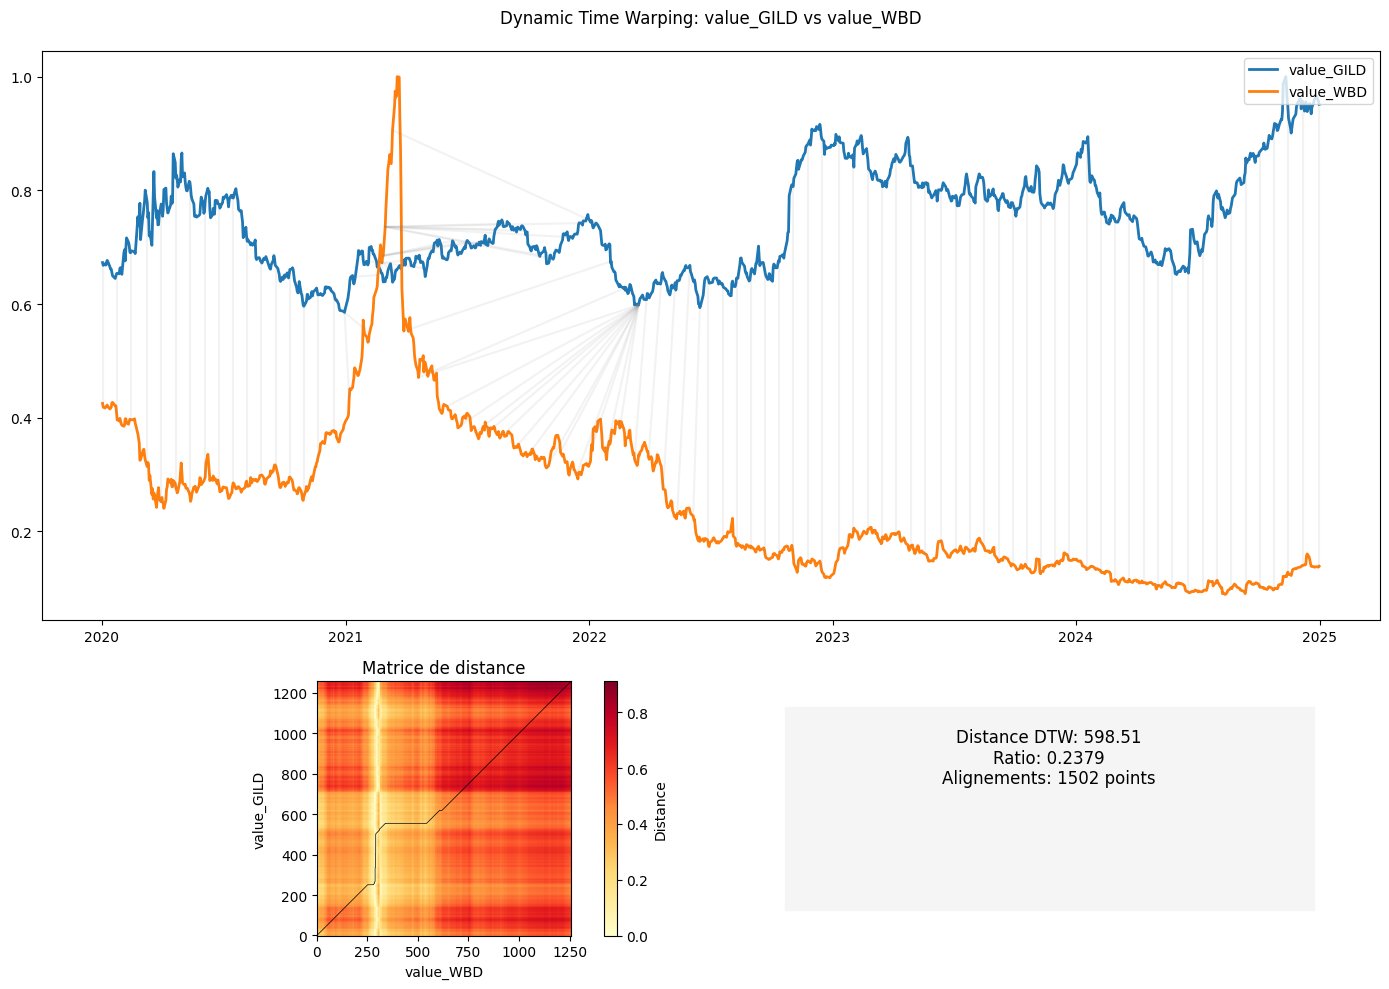 Dynamic Time Warping: value_GILD vs value_WBD
value_GILD
value_WBD
1.0
0.8
0.6
0.4
0.2
2020 2021 2022 2023 2024 2025
Matrice de distance
1200
1000
800
600
400
200
0
value_GILD
0 250 500 750 1000 1250
value_WBD
0.8
0.6
0.4
0.2
0.0
Distance
Distance DTW: 598.51
Ratio: 0.2379
Alignements: 1502 points